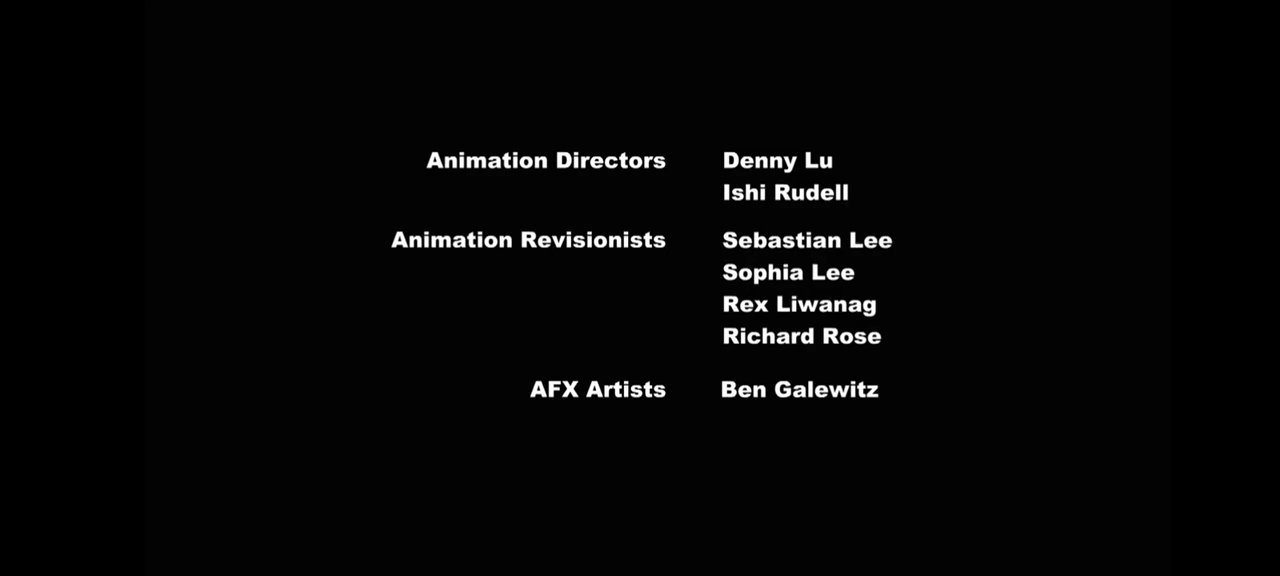 Animation Directors Denny Lu
Ishi Rudell
Animation Revisionists Sebastian Lee
Sophia Lee
Rex Liwanag
Richard Rose
AFX Artists Ben Galewitz